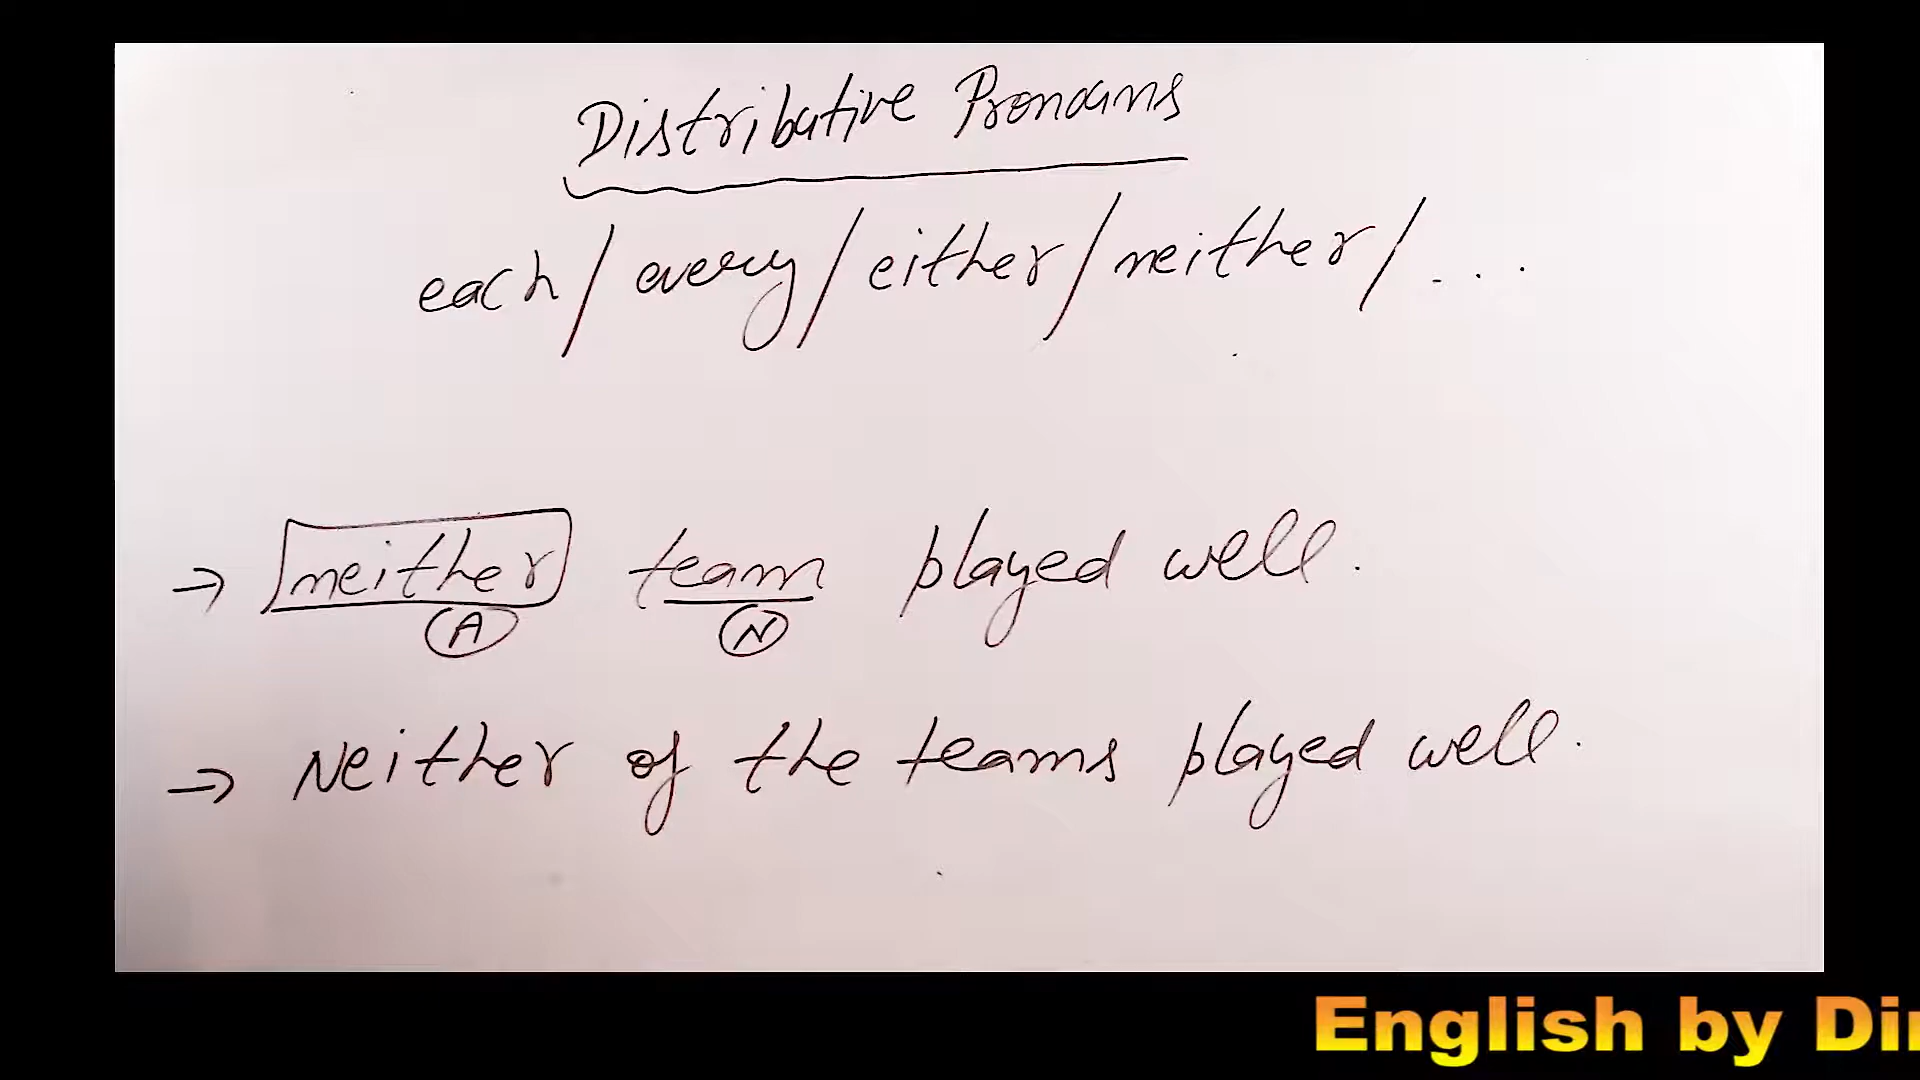 Distributive Pronouns
each/every/either/neither/...
→ neither team played well.
A N
→ Neither of the teams played well.
English by Di